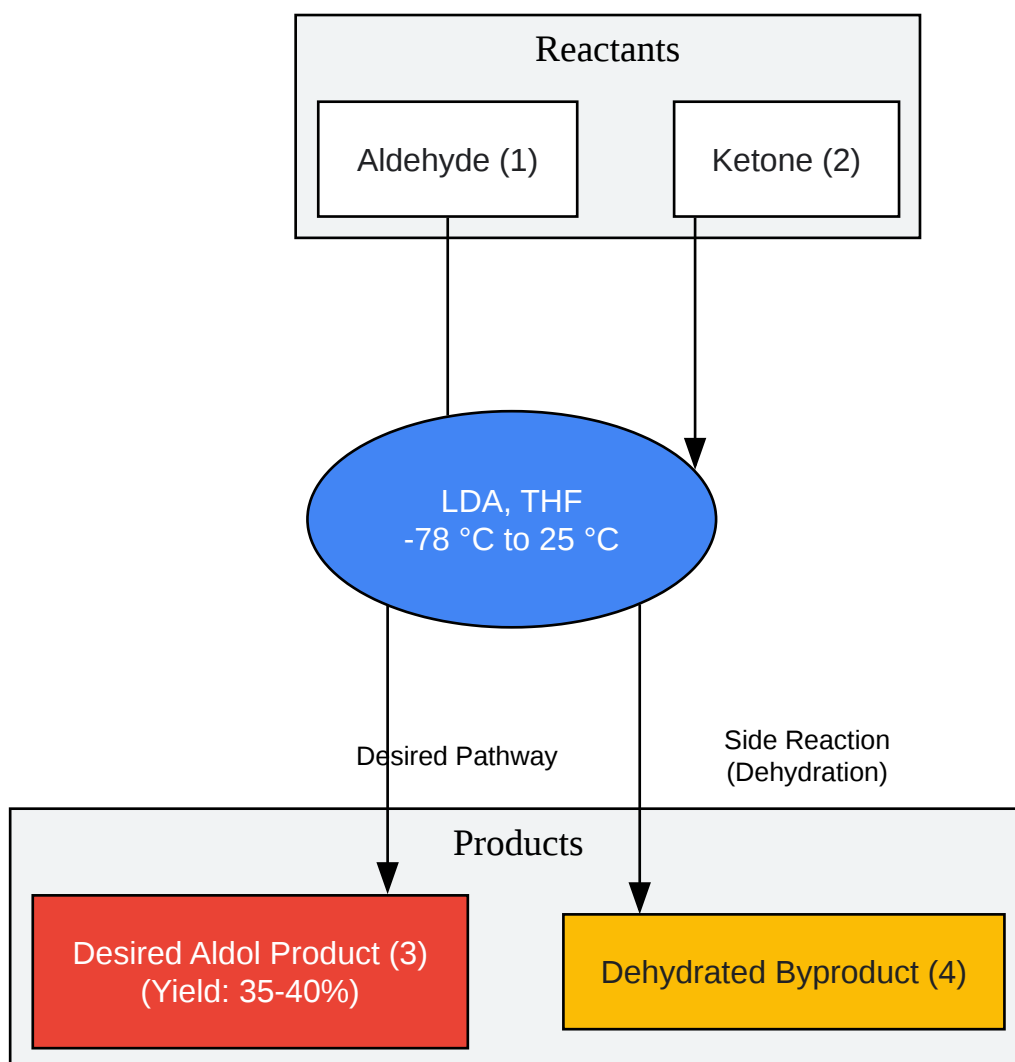 Reactants
Aldehyde (1)
Ketone (2)
LDA, THF
-78 °C to 25 °C
Desired Pathway
Side Reaction
(Dehydration)
Products
Desired Aldol Product (3)
(Yield: 35-40%)
Dehydrated Byproduct (4)